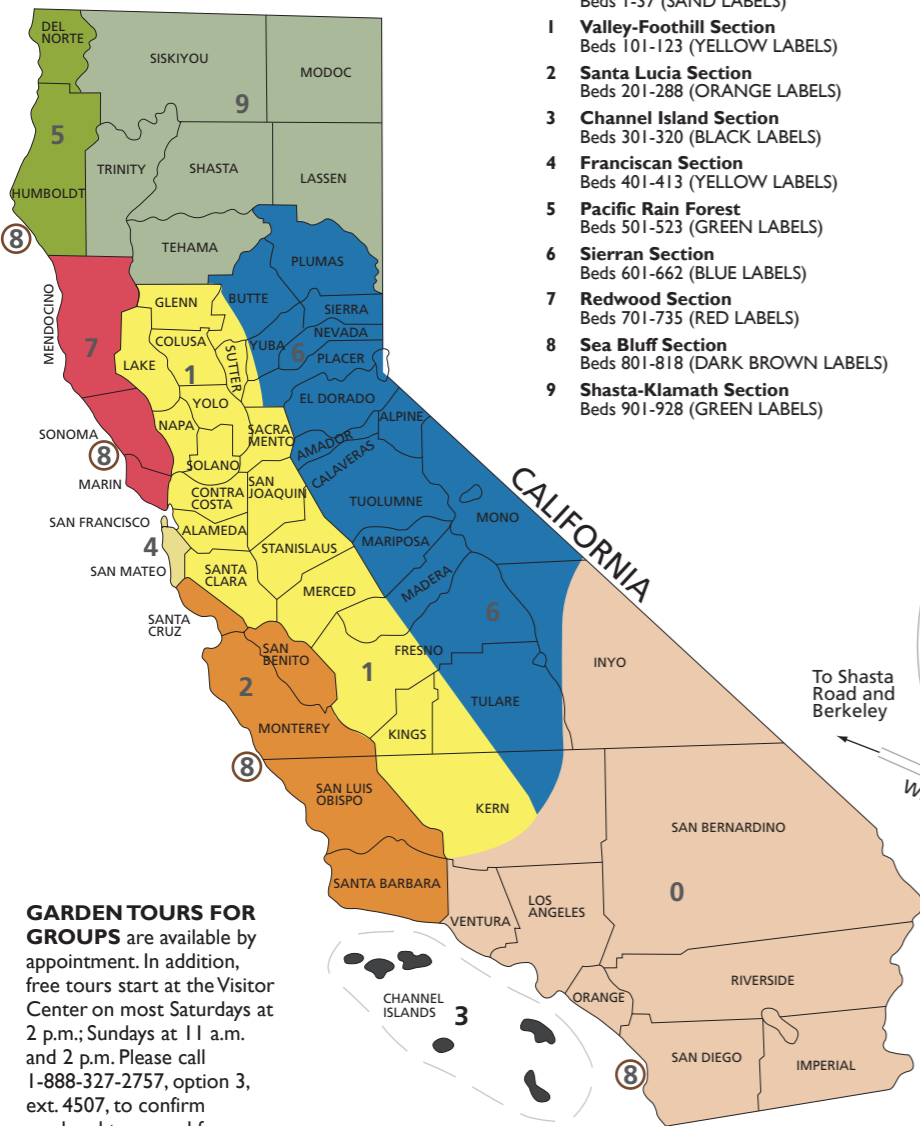 Beds 1-37 (SAND LABELS)
1 Valley-Foothill Section
Beds 101-123 (YELLOW LABELS)
2 Santa Lucia Section
Beds 201-288 (ORANGE LABELS)
3 Channel Island Section
Beds 301-320 (BLACK LABELS)
4 Franciscan Section
Beds 401-413 (YELLOW LABELS)
5 Pacific Rain Forest
Beds 501-523 (GREEN LABELS)
6 Sierran Section
Beds 601-662 (BLUE LABELS)
7 Redwood Section
Beds 701-735 (RED LABELS)
8 Sea Bluff Section
Beds 801-818 (DARK BROWN LABELS)
9 Shasta-Klamath Section
Beds 901-928 (GREEN LABELS)
DEL
NORTE
SISKIYOU
MODOC
9
5
TRINITY
SHASTA
LASSEN
HUMBOLDT
8
TEHAMA
PLUMAS
MENDOCINO
GLENN
BUTTE
SIERRA
COLUSA
SUTTER
YUBA
NEVADA
7
LAKE
1
6
PLACER
YOLO
EL DORADO
NAPA
SACRA
MENTO
ALPINE
SONOMA
8
SOLANO
AMADOR
CALAVERAS
MARIN
CONTRA
COSTA
SAN
JOAQUIN
TUOLUMNE
MONO
CALIFORNIA
SAN FRANCISCO
ALAMEDA
STANISLAUS
MARIPOSA
4
SAN MATEO
SANTA
CLARA
MERCED
MADERA
SANTA
CRUZ
6
SAN
BENITO
FRESNO
INYO
2
1
TULARE
MONTEREY
KINGS
8
SAN LUIS
OBISPO
KERN
SAN BERNARDINO
SANTA BARBARA
VENTURA
LOS
ANGELES
0
CHANNEL
ISLANDS
3
ORANGE
RIVERSIDE
SAN DIEGO
IMPERIAL
8
To Shasta
Road and
Berkeley
GARDEN TOURS FOR
GROUPS are available by
appointment. In addition,
free tours start at the Visitor
Center on most Saturdays at
2 p.m.; Sundays at 11 a.m.
and 2 p.m. Please call
1-888-327-2757, option 3,
ext. 4507, to confirm